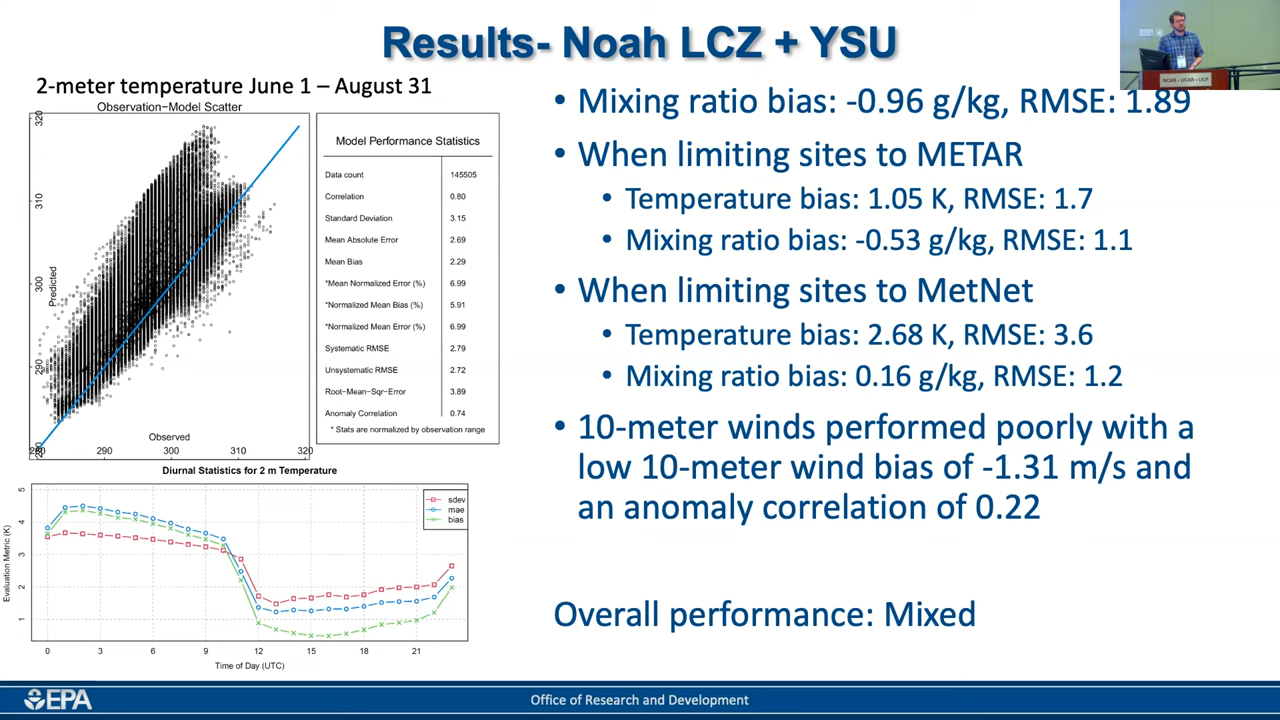 Results- Noah LCZ + YSU
NCAR • UCAR • UCP
2-meter temperature June 1 – August 31
Observation−Model Scatter
320
310
300
290
280
Predicted
Observed
280 290 300 310 320
Model Performance Statistics
Data count 145505
Correlation 0.80
Standard Deviation 3.15
Mean Absolute Error 2.69
Mean Bias 2.29
*Mean Normalized Error (%) 6.99
*Normalized Mean Bias (%) 5.91
*Normalized Mean Error (%) 6.99
Systematic RMSE 2.79
Unsystematic RMSE 2.72
Root−Mean−Sqr−Error 3.89
Anomaly Correlation 0.74
* Stats are normalized by observation range
Diurnal Statistics for 2 m Temperature
Evaluation Metric (K)
5
4
3
2
1
sdev
mae
bias
0 3 6 9 12 15 18 21
Time of Day (UTC)
• Mixing ratio bias: -0.96 g/kg, RMSE: 1.89
• When limiting sites to METAR
• Temperature bias: 1.05 K, RMSE: 1.7
• Mixing ratio bias: -0.53 g/kg, RMSE: 1.1
• When limiting sites to MetNet
• Temperature bias: 2.68 K, RMSE: 3.6
• Mixing ratio bias: 0.16 g/kg, RMSE: 1.2
• 10-meter winds performed poorly with a
low 10-meter wind bias of -1.31 m/s and
an anomaly correlation of 0.22
Overall performance: Mixed
EPA
Office of Research and Development